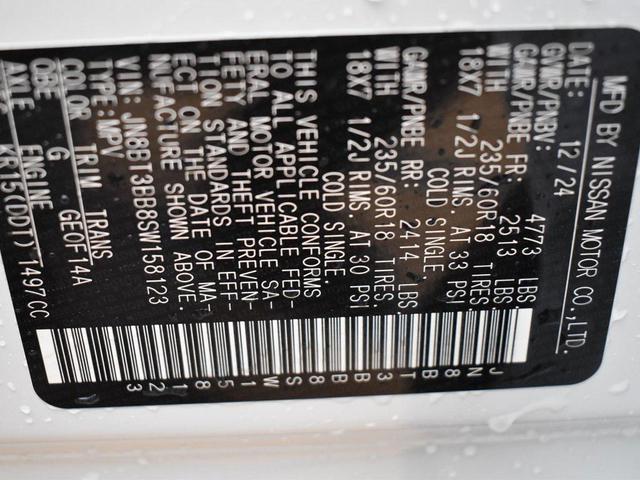 MFD BY NISSAN MOTOR CO.,LTD.
DATE: 12/24
GVWR/PNBV: 4773 LBS.
GAWR/PNBE FR: 2513 LBS.
WITH 235/60R18 TIRES.
18X7 1/2J RIMS. AT 33 PSI
COLD SINGLE.
GAWR/PNBE RR: 2414 LBS.
WITH 235/60R18 TIRES.
18X7 1/2J RIMS. AT 30 PSI
COLD SINGLE.
THIS VEHICLE CONFORMS
TO ALL APPLICABLE FED-
ERAL MOTOR VEHICLE SA-
FETY AND THEFT PREVEN-
TION STANDARDS IN EFF-
ECT ON THE DATE OF MA-
NUFACTURE SHOWN ABOVE.
JN8BT3BB8SW158123
TYPE:MPV
TRIM TRANS
G GE0F14A
QBE ENGINE
AXLE KR15(DDT) 1497CC
JN8BT3BB8SW158123